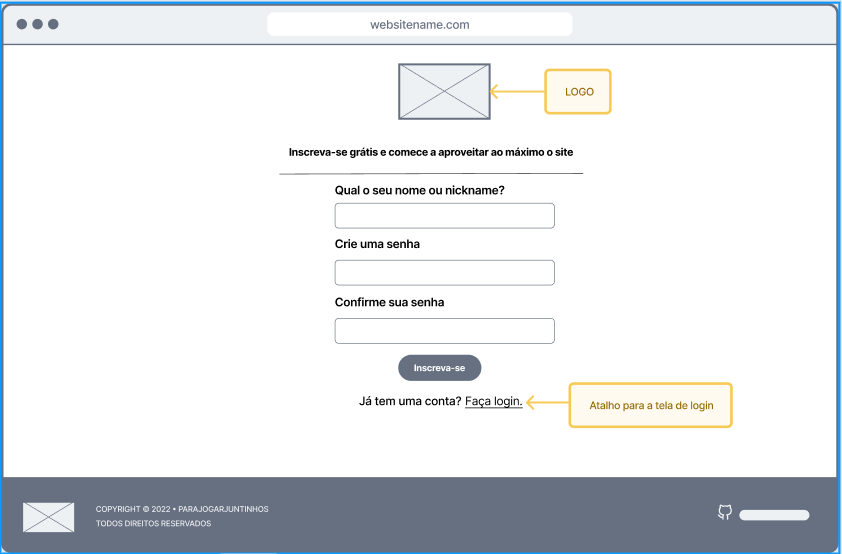 websitename.com
LOGO
Inscreva-se grátis e comece a aproveitar ao máximo o site
Qual o seu nome ou nickname?
Crie uma senha
Confirme sua senha
Inscreva-se
Já tem uma conta? Faça login.
Atalho para a tela de login
COPYRIGHT © 2022 • PARAJOGARJUNTINHOS
TODOS DIREITOS RESERVADOS